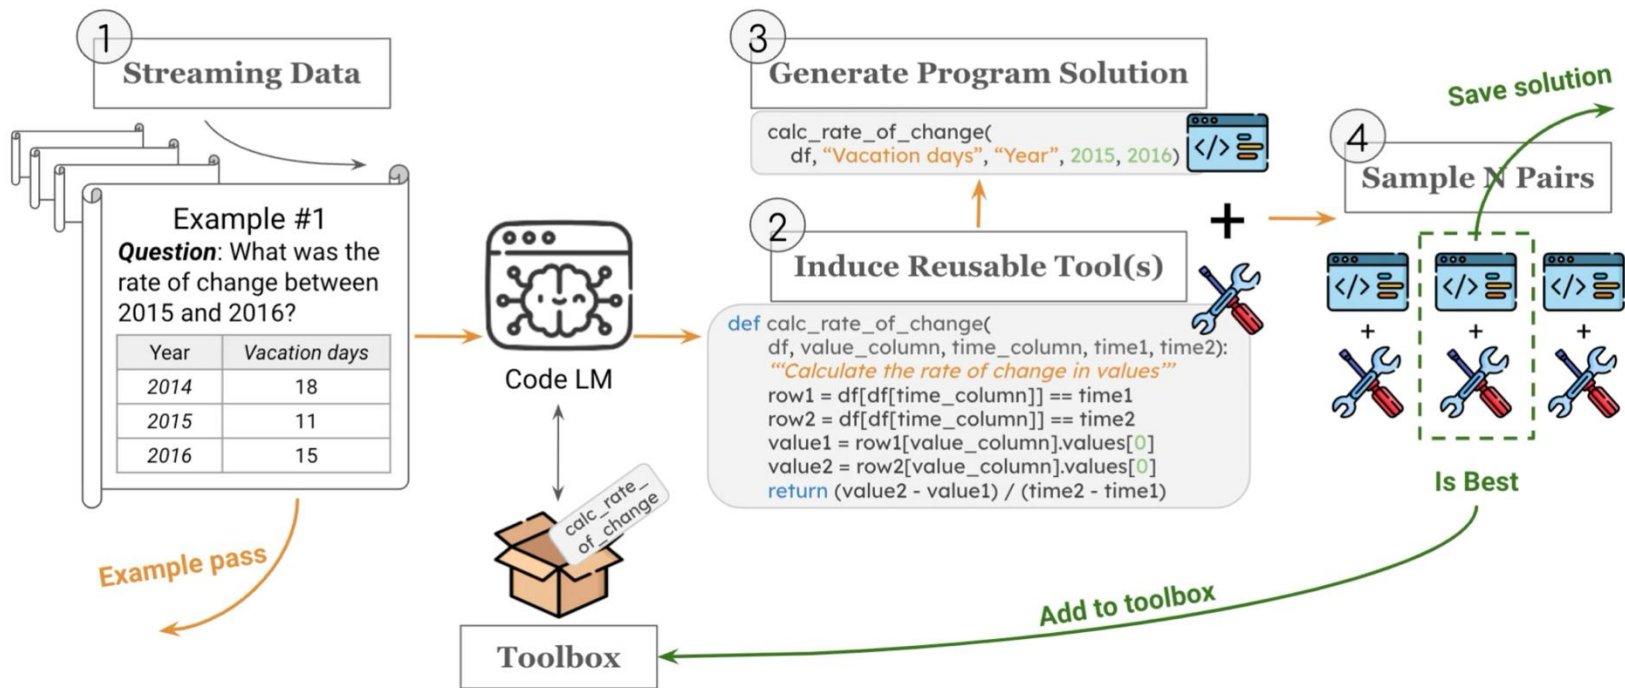 1
Streaming Data
Example #1
Question: What was the
rate of change between
2015 and 2016?
Year Vacation days
2014 18
2015 11
2016 15
Example pass
Code LM
calc_rate_
of_change
Toolbox
3
Generate Program Solution
calc_rate_of_change(
df, “Vacation days”, “Year”, 2015, 2016)
</>
2
Induce Reusable Tool(s)
+
def calc_rate_of_change(
df, value_column, time_column, time1, time2):
‘“Calculate the rate of change in values”’
row1 = df[df[time_column]] == time1
row2 = df[df[time_column]] == time2
value1 = row1[value_column].values[0]
value2 = row2[value_column].values[0]
return (value2 - value1) / (time2 - time1)
Save solution
4
Sample N Pairs
</> </> </>
+ + +
Is Best
Add to toolbox